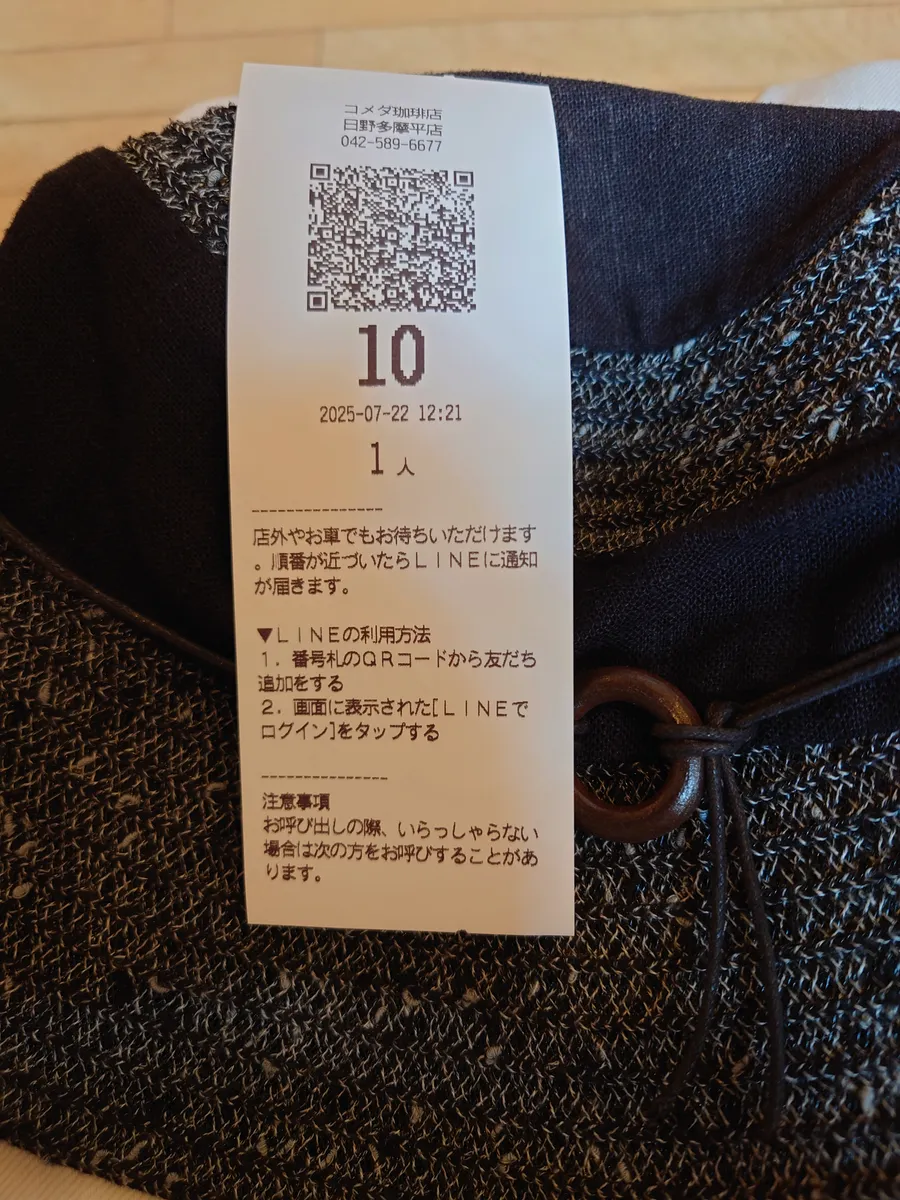 コメダ珈琲店
日野多摩平店
042-589-6677
10
2025-07-22 12:21
1人
---------------
店外やお車でもお待ちいただけます
。順番が近づいたらLINEに通知
が届きます。
▼LINEの利用方法
1．番号札のQRコードから友だち
追加をする
2．画面に表示された[LINEで
ログイン]をタップする
---------------
注意事項
お呼び出しの際、いらっしゃらない
場合は次の方をお呼びすることがあ
ります。